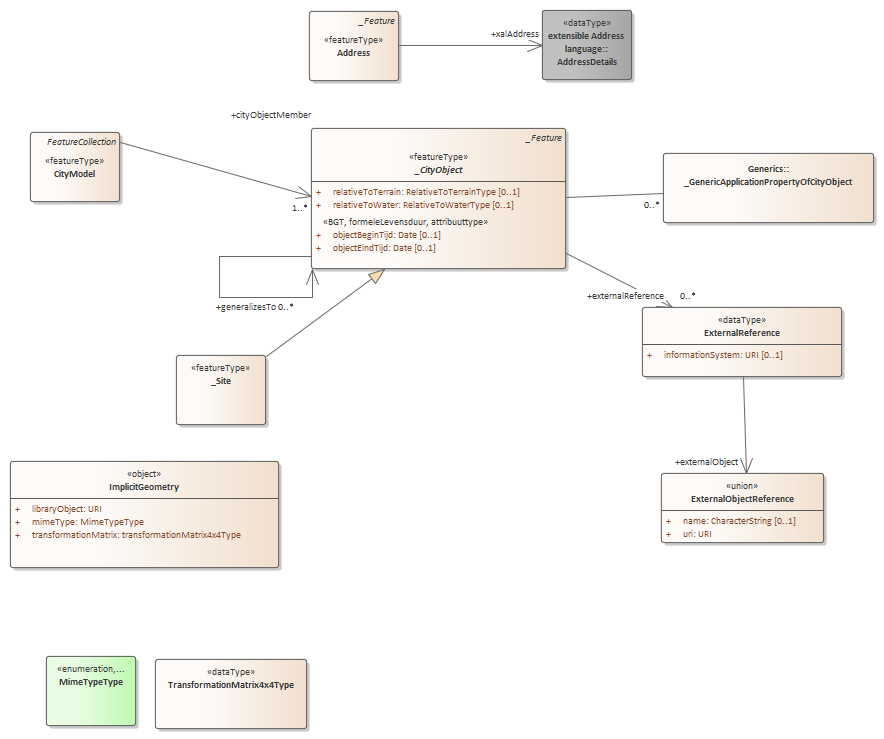 _Feature
«featureType»
Address
+xalAddress
«dataType»
extensible Address
language::
AddressDetails
+cityObjectMember
FeatureCollection
«featureType»
CityModel
1..*
_Feature
«featureType»
_CityObject
+ relativeToTerrain: RelativeToTerrainType [0..1]
+ relativeToWater: RelativeToWaterType [0..1]
«BGT, formeleLevensduur, attribuuttype»
+ objectBeginTijd: Date [0..1]
+ objectEindTijd: Date [0..1]
Generics::
_GenericApplicationPropertyOfCityObject
0..*
+generalizesTo 0..*
+externalReference 0..*
«dataType»
ExternalReference
+ informationSystem: URI [0..1]
«featureType»
_Site
+externalObject
«union»
ExternalObjectReference
+ name: CharacterString [0..1]
+ uri: URI
«object»
ImplicitGeometry
+ libraryObject: URI
+ mimeType: MimeTypeType
+ transformationMatrix: transformationMatrix4x4Type
«enumeration,...
MimeTypeType
«dataType»
TransformationMatrix4x4Type